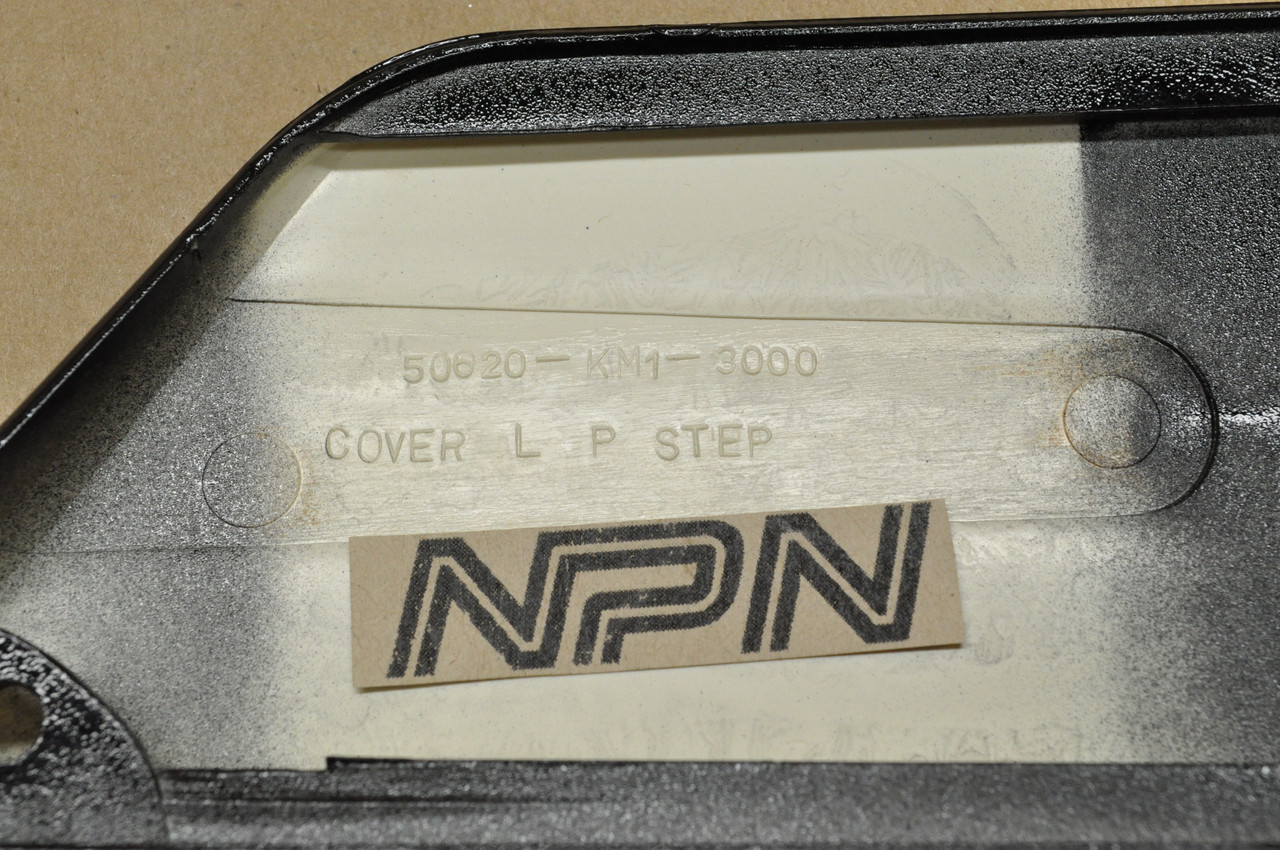 50620-KM1-3000
COVER L P STEP
NPN